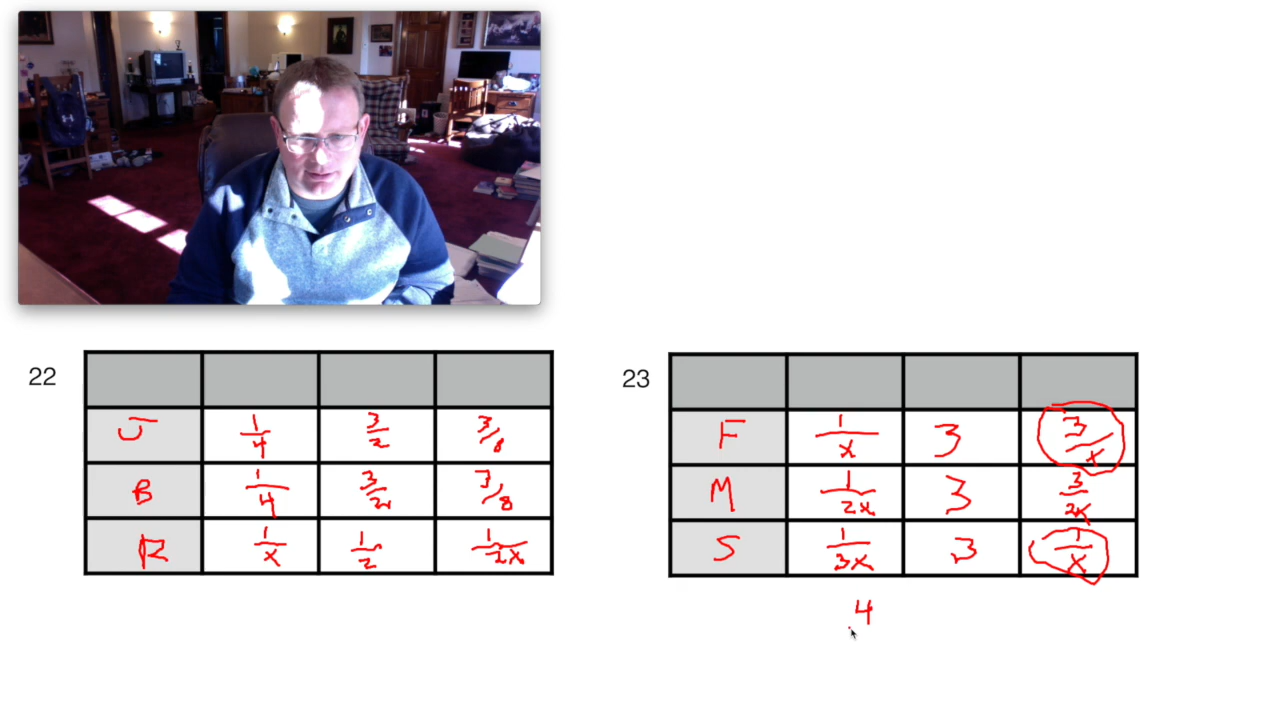 22
J 1/4 3/2 3/8
B 1/4 3/2 3/8
R 1/x 1/2 1/2x
23
F 1/x 3 3/x
M 1/2x 3 3/2x
S 1/3x 3 1/x
4